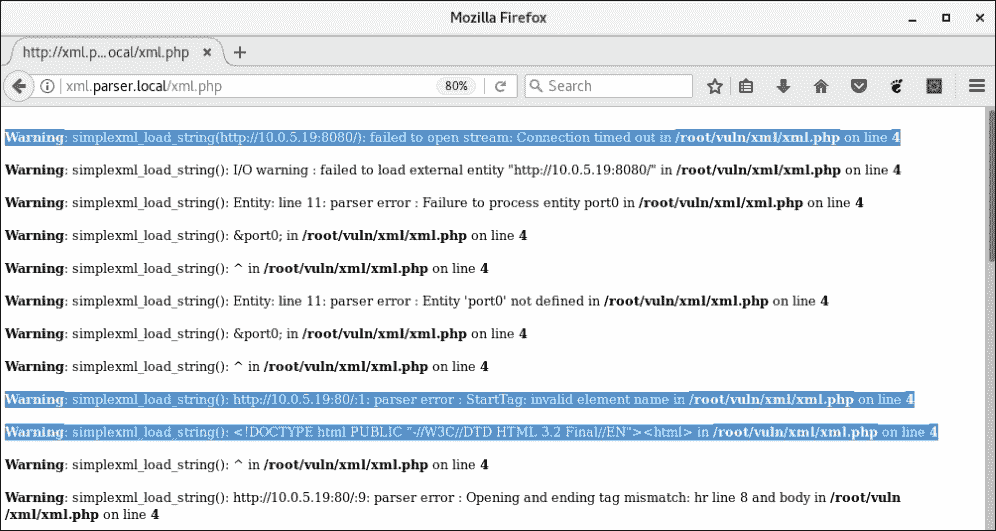 Mozilla Firefox
http://xml.p...ocal/xml.php
xml.parser.local/xml.php
80%
Search
Warning: simplexml_load_string(http://10.0.5.19:8080/): failed to open stream: Connection timed out in /root/vuln/xml/xml.php on line 4
Warning: simplexml_load_string(): I/O warning : failed to load external entity "http://10.0.5.19:8080/" in /root/vuln/xml/xml.php on line 4
Warning: simplexml_load_string(): Entity: line 11: parser error : Failure to process entity port0 in /root/vuln/xml/xml.php on line 4
Warning: simplexml_load_string(): &port0; in /root/vuln/xml/xml.php on line 4
Warning: simplexml_load_string(): ^ in /root/vuln/xml/xml.php on line 4
Warning: simplexml_load_string(): Entity: line 11: parser error : Entity 'port0' not defined in /root/vuln/xml/xml.php on line 4
Warning: simplexml_load_string(): &port0; in /root/vuln/xml/xml.php on line 4
Warning: simplexml_load_string(): ^ in /root/vuln/xml/xml.php on line 4
Warning: simplexml_load_string(): http://10.0.5.19:80/:1: parser error : StartTag: invalid element name in /root/vuln/xml/xml.php on line 4
Warning: simplexml_load_string(): <!DOCTYPE html PUBLIC "-//W3C//DTD HTML 3.2 Final//EN"><html> in /root/vuln/xml/xml.php on line 4
Warning: simplexml_load_string(): ^ in /root/vuln/xml/xml.php on line 4
Warning: simplexml_load_string(): http://10.0.5.19:80/:9: parser error : Opening and ending tag mismatch: hr line 8 and body in /root/vuln
/xml/xml.php on line 4